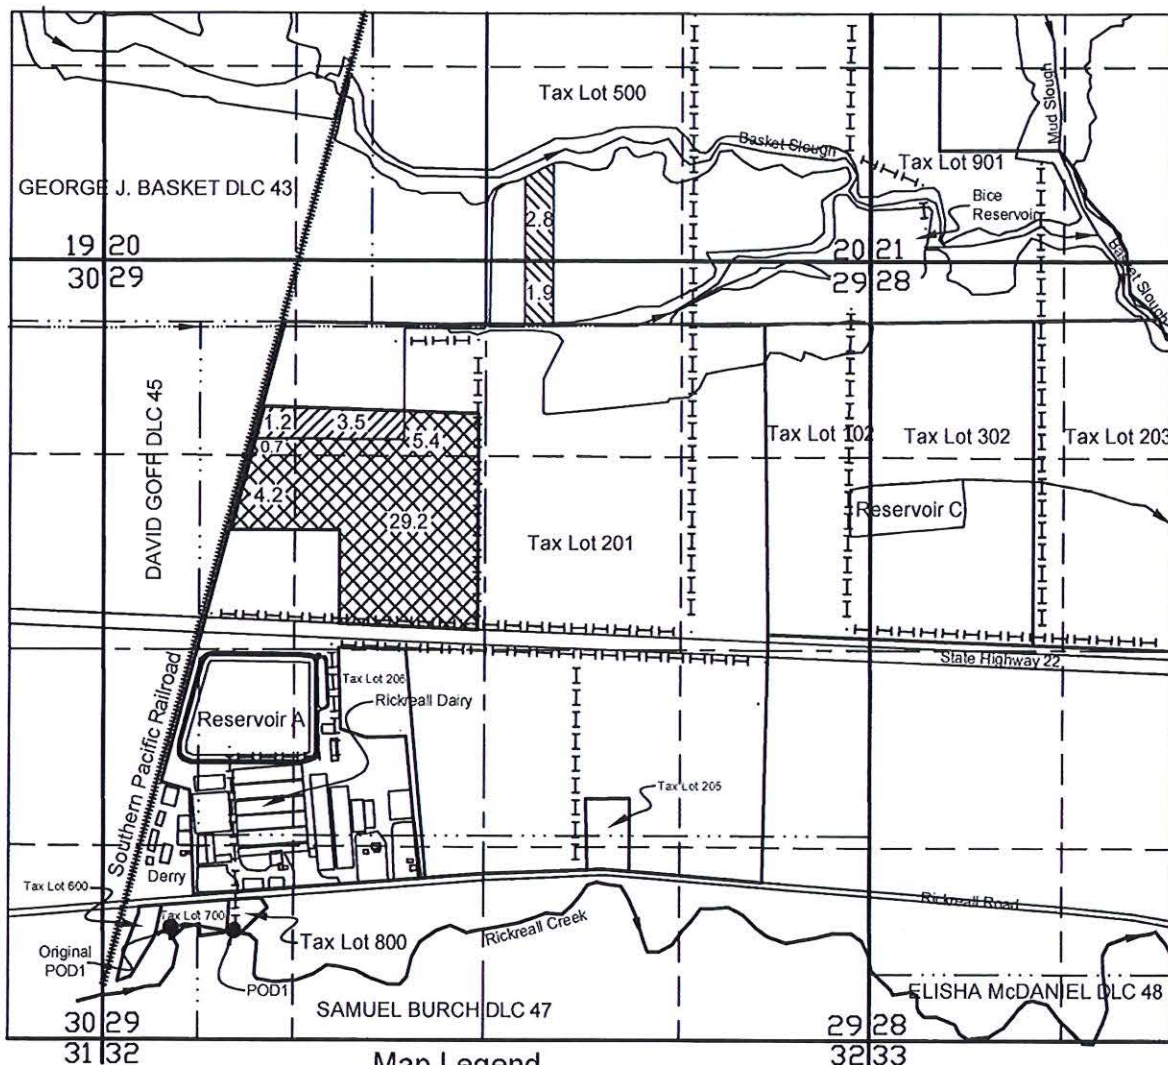 Tax Lot 500
Mud Slough
Basket Slough
Tax Lot 901
GEORGE J. BASKET DLC 43
Bice
Reservoir
2.8
19 20
30 29
20 21
29 28
Basket Slough
1.9
DAVID GOFF DLC 45
1.2
3.5
5.4
0.7
Tax Lot 102
Tax Lot 302
Tax Lot 203
4.2
29.2
Reservoir C
Tax Lot 201
State Highway 22
Southern Pacific Railroad
Tax Lot 206
Rickreall Dairy
Reservoir A
Tax Lot 205
Derry
Tax Lot 600
Tax Lot 700
Rickreall Road
Rickreall Creek
Tax Lot 800
Original
POD1
POD1
SAMUEL BURCH DLC 47
ELISHA McDANIEL DLC 48
30 29
31 32
29 28
32 33
Map Legend